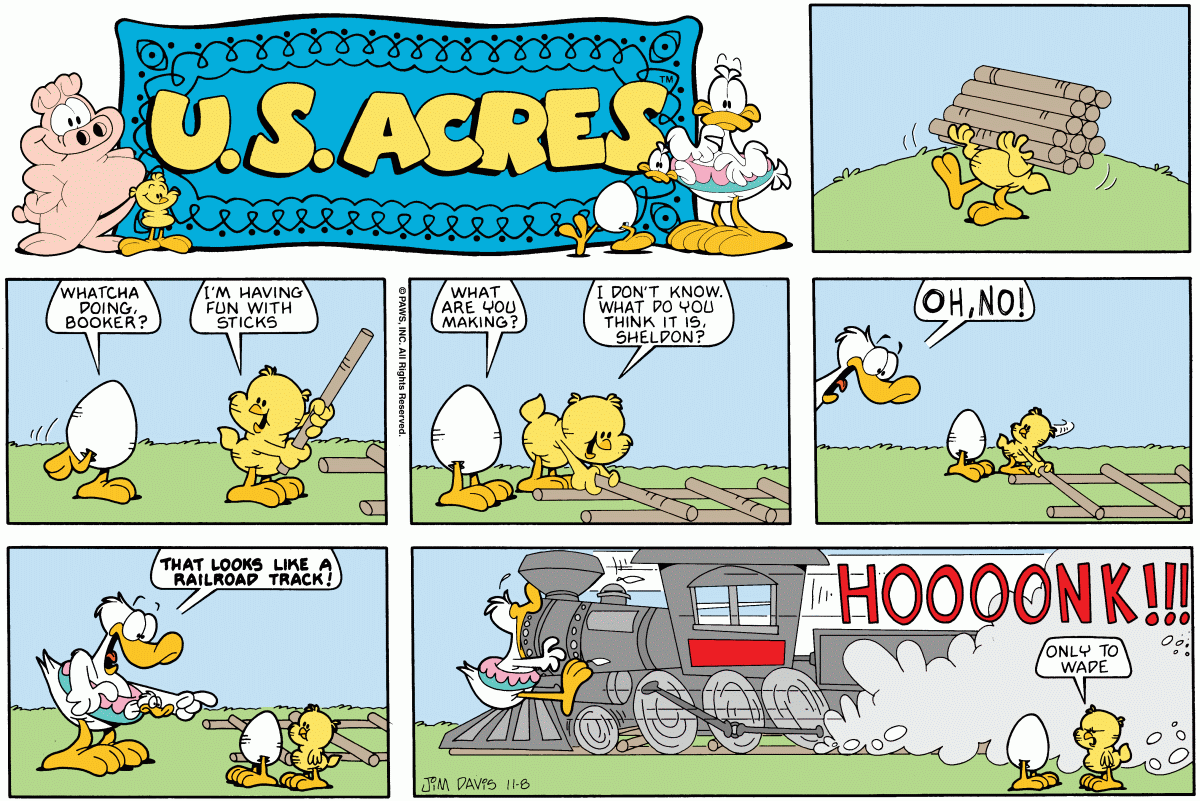 U.S. ACRES™
WHATCHA
DOING,
BOOKER?
I'M HAVING
FUN WITH
STICKS
© PAWS, INC. All Rights Reserved.
WHAT
ARE YOU
MAKING?
I DON'T KNOW.
WHAT DO YOU
THINK IT IS,
SHELDON?
OH, NO!
THAT LOOKS LIKE A
RAILROAD TRACK!
HOOOONK!!!
ONLY TO
WADE
JIM DAVIS 11-8